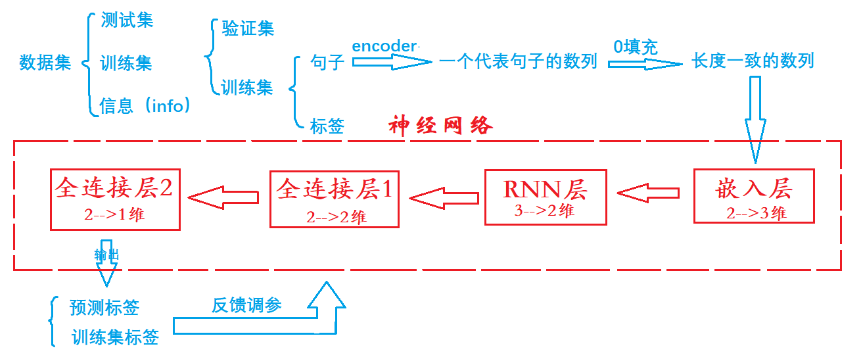 测试集
数据集
训练集
信息（info）
验证集
训练集
句子
标签
encoder
一个代表句子的数列
0填充
长度一致的数列
神经网络
嵌入层
2-->3维
RNN层
3-->2维
全连接层1
2-->2维
全连接层2
2-->1维
输出
预测标签
训练集标签
反馈调参